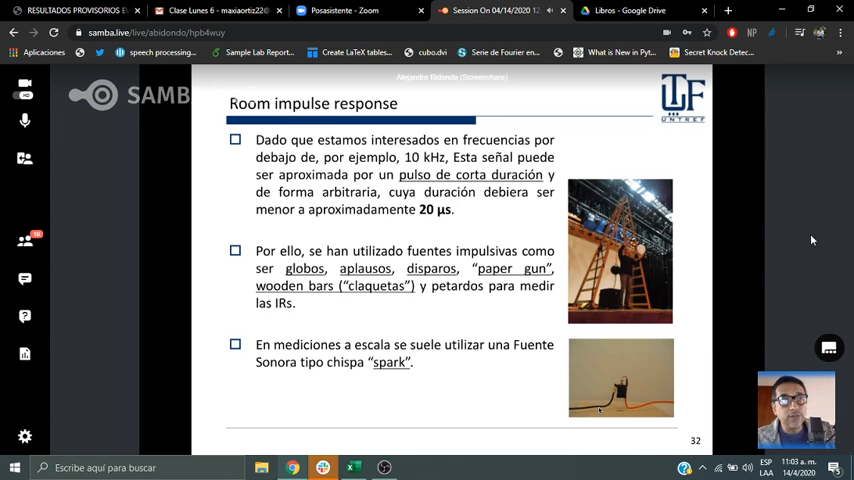 RESULTADOS PROVISORIOS E
Clase Lunes 6 - maxiaortiz22@
Posasistente - Zoom
Session On 04/14/2020 12
Libros - Google Drive
samba.live/live/abidondo/hpb4wuy
NP
Aplicaciones
speech processing...
Sample Lab Report...
Create LaTeX tables...
cubo.dvi
Serie de Fourier en...
What is New in Pyt...
Secret Knock Detec...
Alejandro Bidondo (Screenshare)
SAMB
HD
Room impulse response
UNTREF
Dado que estamos interesados en frecuencias por
debajo de, por ejemplo, 10 kHz, Esta señal puede
ser aproximada por un pulso de corta duración y
de forma arbitraria, cuya duración debiera ser
menor a aproximadamente 20 µs.
Por ello, se han utilizado fuentes impulsivas como
ser globos, aplausos, disparos, “paper gun”,
wooden bars (“claquetas”) y petardos para medir
las IRs.
En mediciones a escala se suele utilizar una Fuente
Sonora tipo chispa “spark”.
32
Escribe aquí para buscar
ESP
LAA
11:03 a. m.
14/4/2020